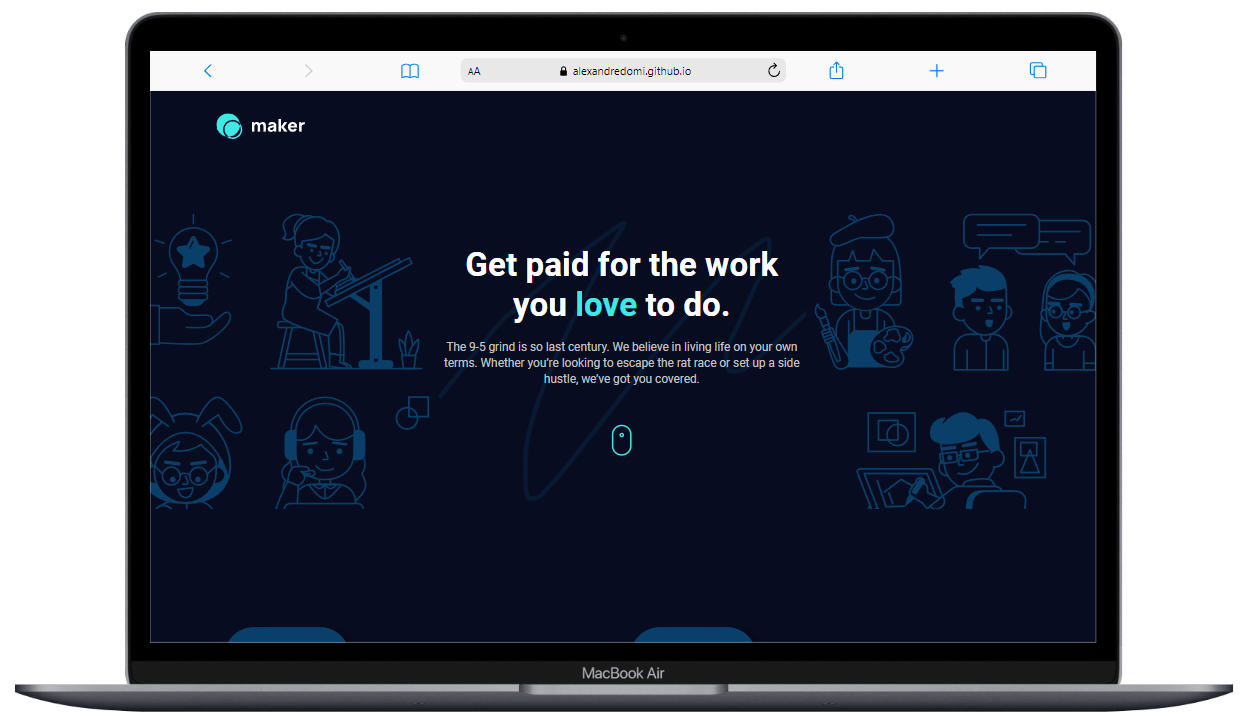 AA
alexandredomi.github.io
maker
Get paid for the work
you love to do.
The 9-5 grind is so last century. We believe in living life on your own
terms. Whether you're looking to escape the rat race or set up a side
hustle, we've got you covered.
MacBook Air